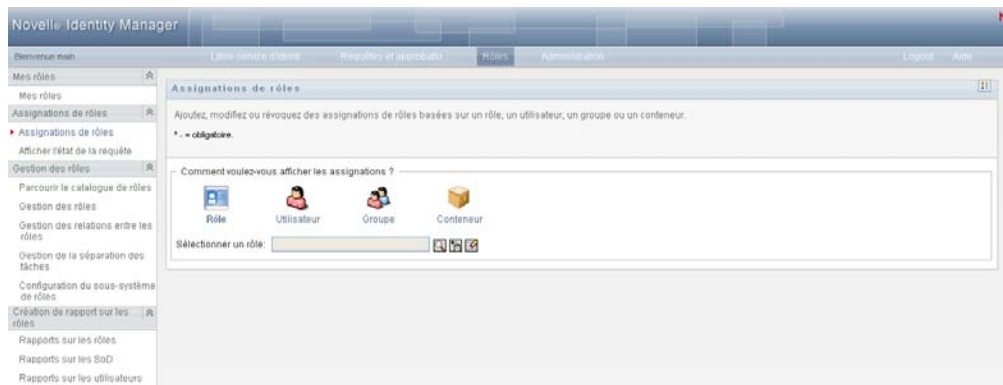 Novell® Identity Manager
Bienvenue main
Libre-service d'identi
Requêtes et approbatio
Rôles
Administration
Logout
Aide
Mes rôles
Mes rôles
Assignations de rôles
Assignations de rôles
Afficher l'état de la requête
Gestion des rôles
Parcourir le catalogue de rôles
Gestion des rôles
Gestion des relations entre les
rôles
Gestion de la séparation des
tâches
Configuration du sous-système
de rôles
Création de rapport sur les
rôles
Rapports sur les rôles
Rapports sur les SoD
Rapports sur les utilisateurs
Assignations de rôles
Ajoutez, modifiez ou révoquez des assignations de rôles basées sur un rôle, un utilisateur, un groupe ou un conteneur.
* - = obligatoire.
Comment voulez-vous afficher les assignations ?
Rôle
Utilisateur
Groupe
Conteneur
Sélectionner un rôle: